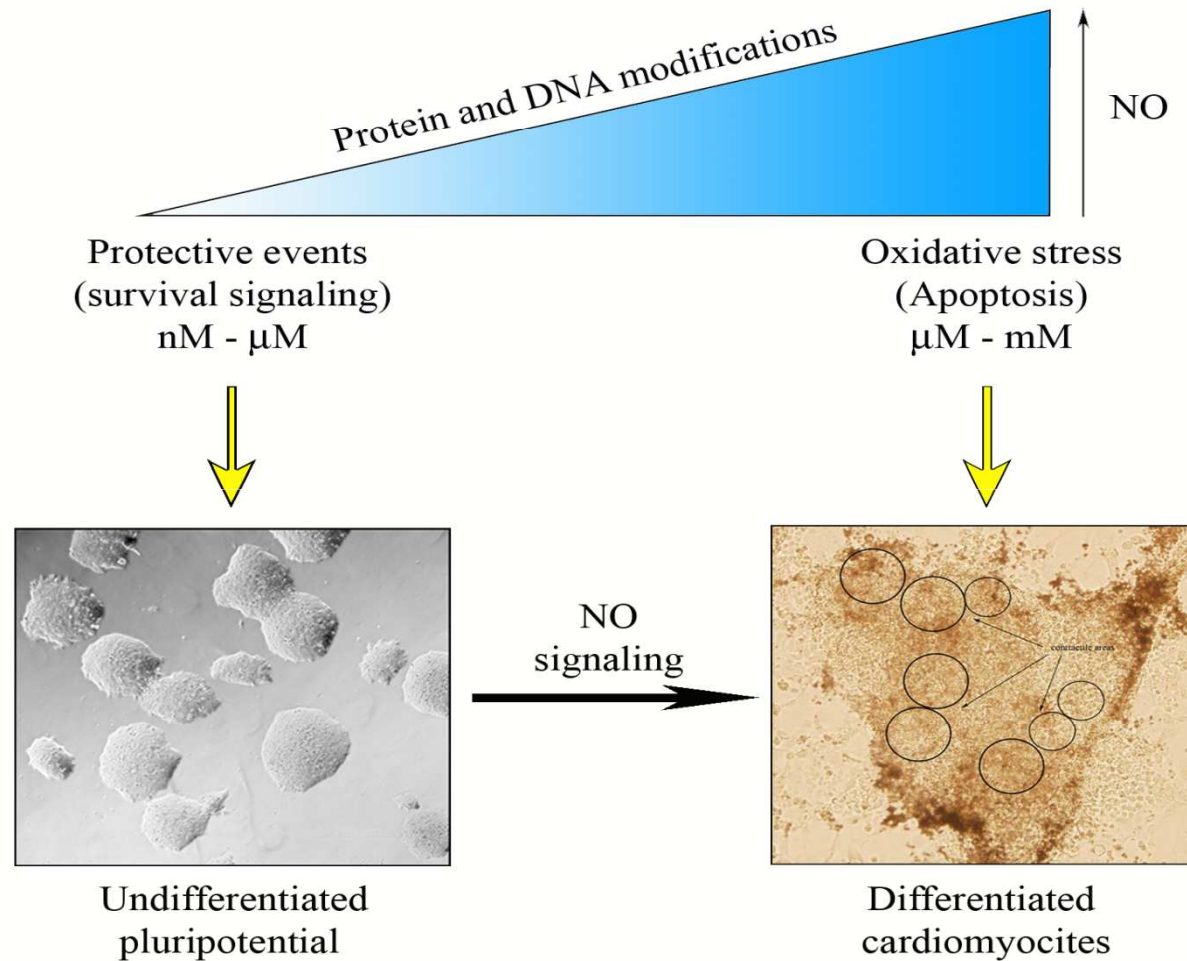 Protein and DNA modifications
NO
Protective events
(survival signaling)
nM - μM
Oxidative stress
(Apoptosis)
μM - mM
NO
signaling
contractile areas
Undifferentiated
pluripotential
Differentiated
cardiomyocites